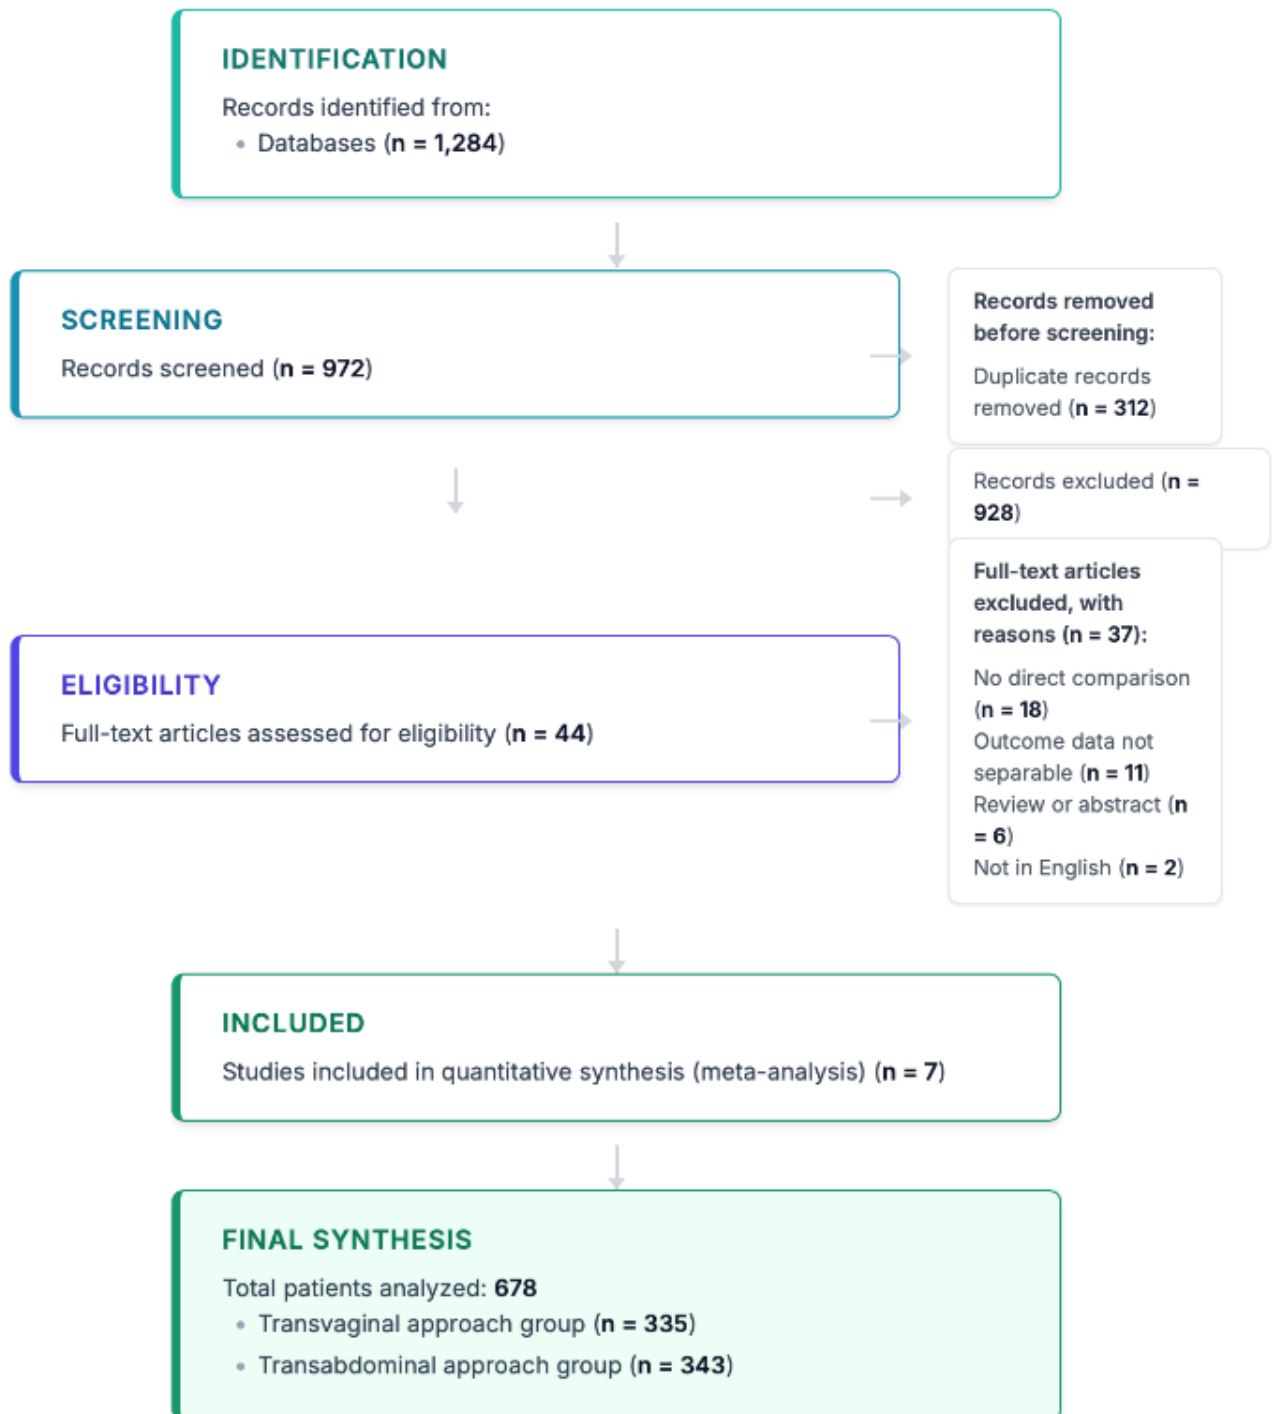 IDENTIFICATION
Records identified from:
• Databases (n = 1,284)
SCREENING
Records screened (n = 972)
Records removed
before screening:
Duplicate records
removed (n = 312)
Records excluded (n =
928)
ELIGIBILITY
Full-text articles assessed for eligibility (n = 44)
Full-text articles
excluded, with
reasons (n = 37):
No direct comparison
(n = 18)
Outcome data not
separable (n = 11)
Review or abstract (n
= 6)
Not in English (n = 2)
INCLUDED
Studies included in quantitative synthesis (meta-analysis) (n = 7)
FINAL SYNTHESIS
Total patients analyzed: 678
• Transvaginal approach group (n = 335)
• Transabdominal approach group (n = 343)